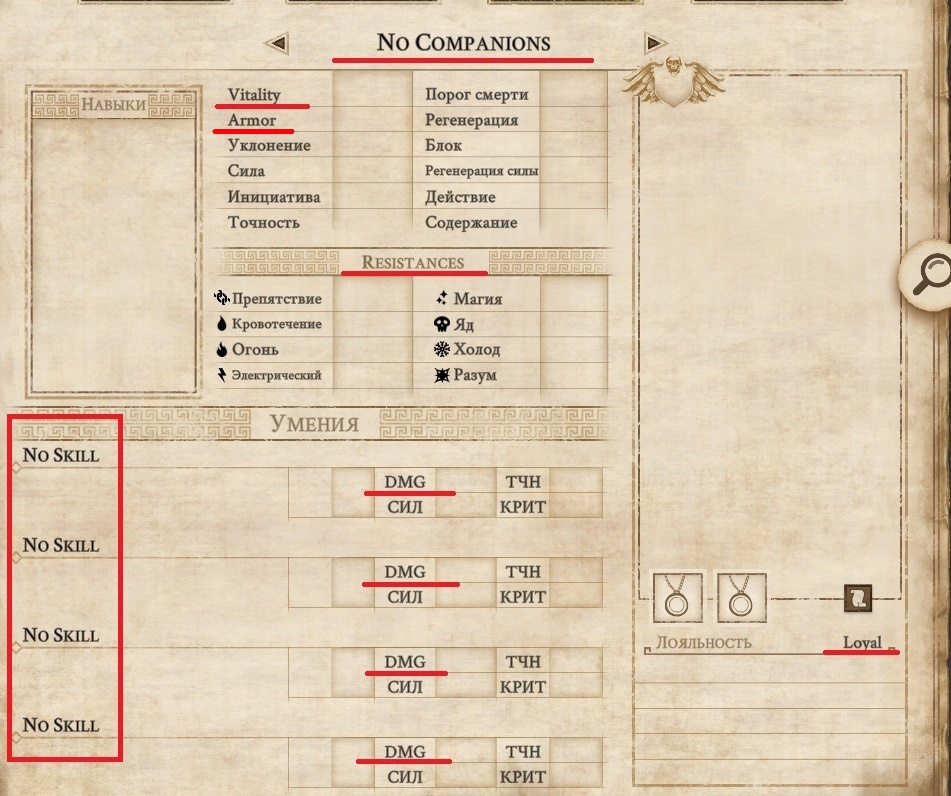 No Companions
Навыки
Vitality Порог смерти
Armor Регенерация
Уклонение Блок
Сила Регенерация силы
Инициатива Действие
Точность Содержание
Resistances
Препятствие Магия
Кровотечение Яд
Огонь Холод
Электрический Разум
Умения
No Skill
DMG ТЧН
СИЛ КРИТ
No Skill
DMG ТЧН
СИЛ КРИТ
No Skill
DMG ТЧН
СИЛ КРИТ
No Skill
DMG ТЧН
СИЛ КРИТ
Лояльность Loyal